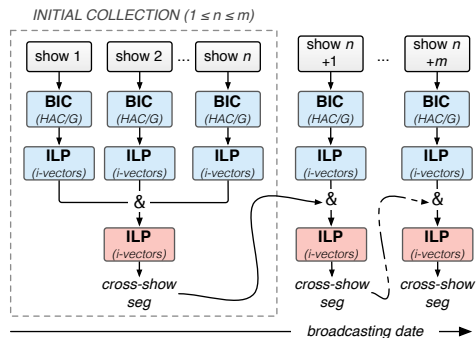 INITIAL COLLECTION (1 ≤ n ≤ m)
show 1 show 2 ... show n show n +1 ... show n +m
BIC BIC BIC BIC BIC
(HAC/G) (HAC/G) (HAC/G) (HAC/G) (HAC/G)
ILP ILP ILP ILP ILP
(i-vectors) (i-vectors) (i-vectors) (i-vectors) (i-vectors)
& & &
ILP ILP ILP
(i-vectors) (i-vectors) (i-vectors)
cross-show cross-show cross-show
seg seg seg
broadcasting date